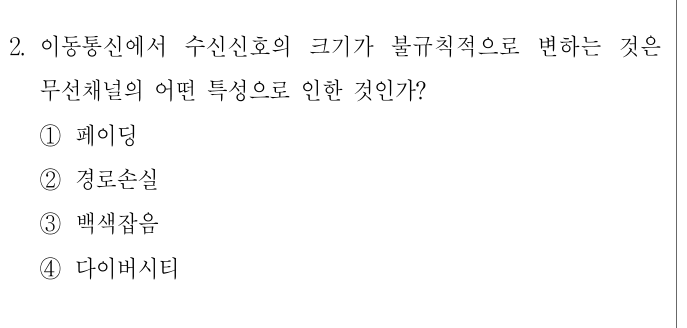 2. 이동통신에서 수신신호의 크기가 불규칙적으로 변하는 것은
무선채널의 어떤 특성으로 인한 것인가?
① 페이딩
② 경로손실
③ 백색잡음
④ 다이버시티